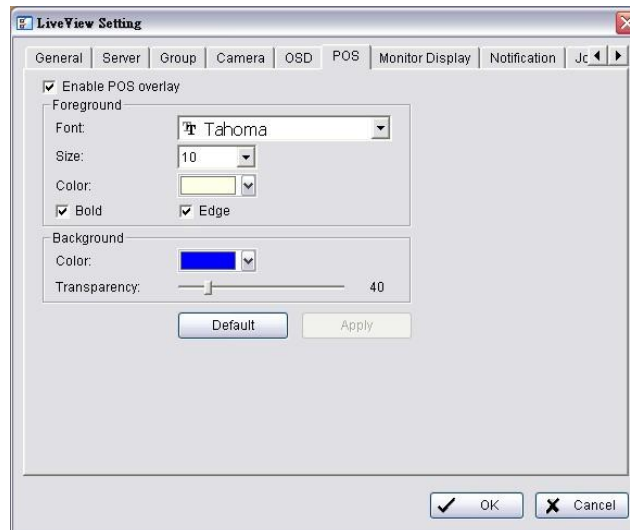 LiveView Setting
General Server Group Camera OSD POS Monitor Display Notification
Enable POS overlay
Foreground
Font: Tahoma
Size: 10
Color:
Bold Edge
Background
Color:
Transparency: 40
Default Apply
OK Cancel